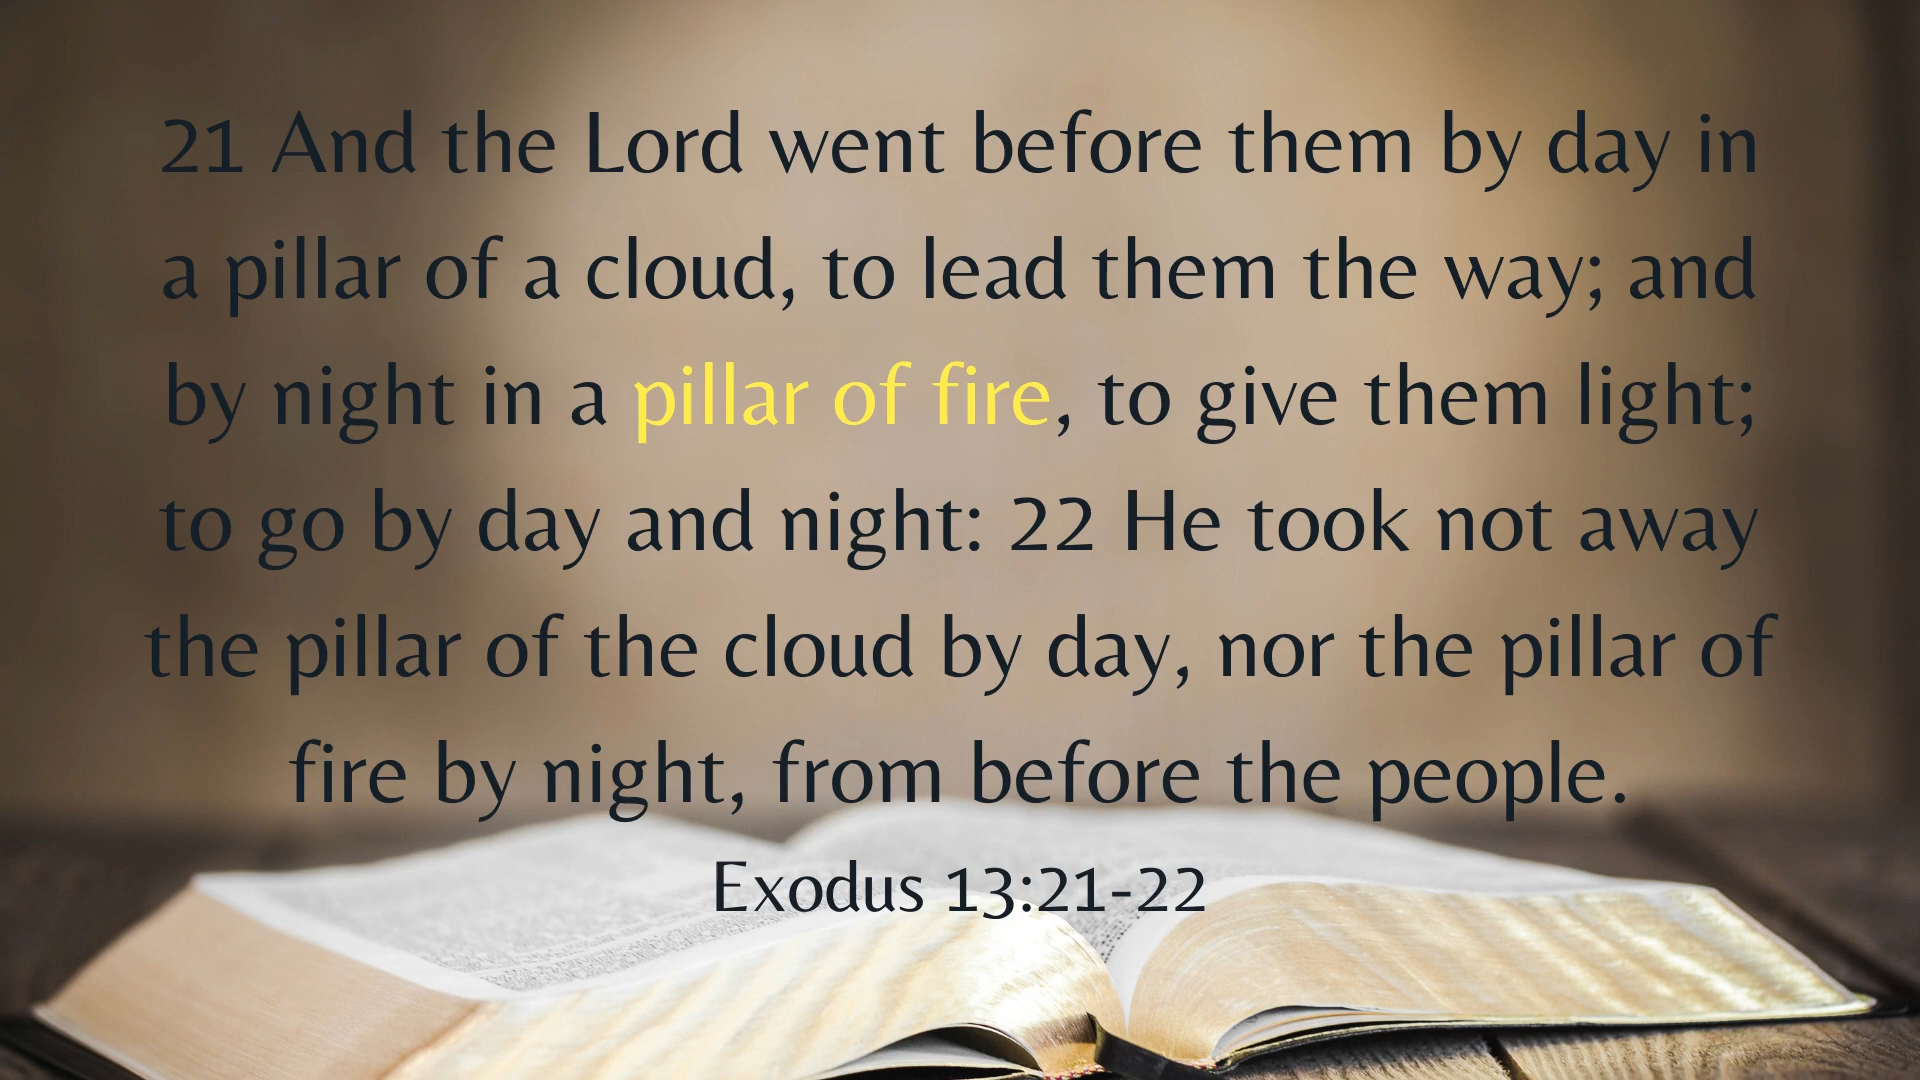 21 And the Lord went before them by day in
a pillar of a cloud, to lead them the way; and
by night in a pillar of fire, to give them light;
to go by day and night: 22 He took not away
the pillar of the cloud by day, nor the pillar of
fire by night, from before the people.
Exodus 13:21-22